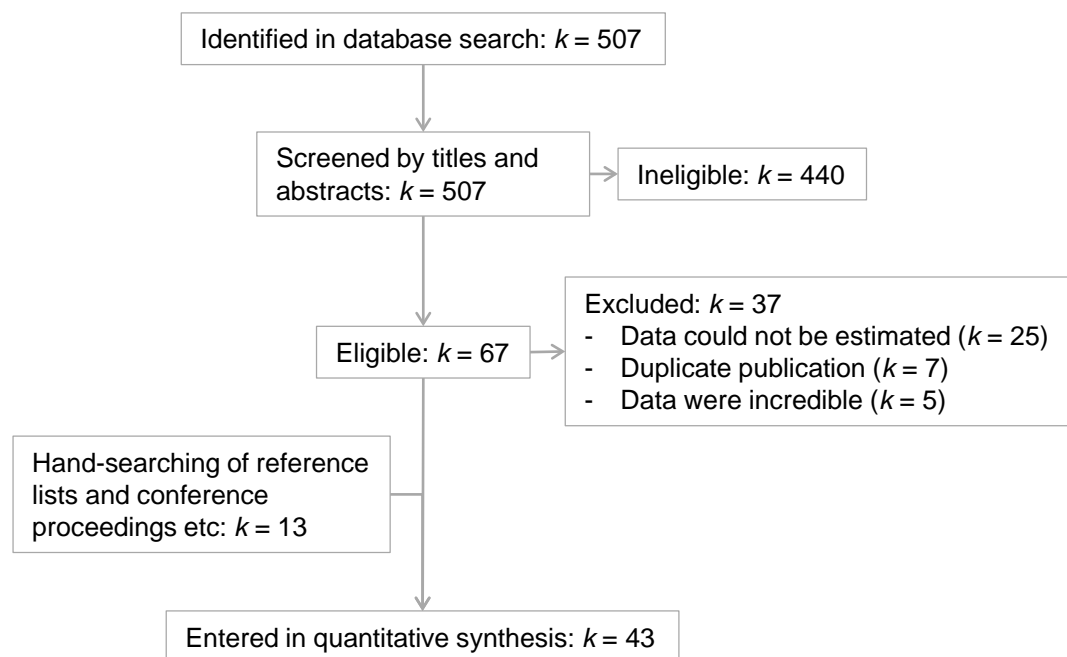 Identified in database search: k = 507
Screened by titles and
abstracts: k = 507
Ineligible: k = 440
Eligible: k = 67
Excluded: k = 37
- Data could not be estimated (k = 25)
- Duplicate publication (k = 7)
- Data were incredible (k = 5)
Hand-searching of reference
lists and conference
proceedings etc: k = 13
Entered in quantitative synthesis: k = 43